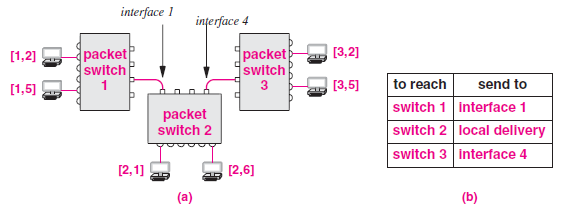 interface 1
interface 4
[1,2]
[1,5]
packet
switch
1
packet
switch
3
[3,2]
[3,5]
packet
switch 2
[2,1]
[2,6]
(a)
to reach send to
switch 1 interface 1
switch 2 local delivery
switch 3 interface 4
(b)